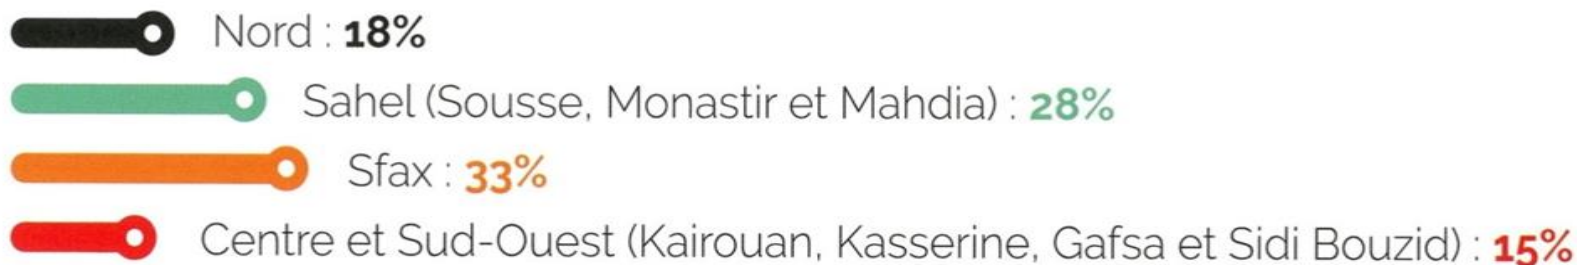 Nord : 18%
Sahel (Sousse, Monastir et Mahdia) : 28%
Sfax : 33%
Centre et Sud-Ouest (Kairouan, Kasserine, Gafsa et Sidi Bouzid) : 15%